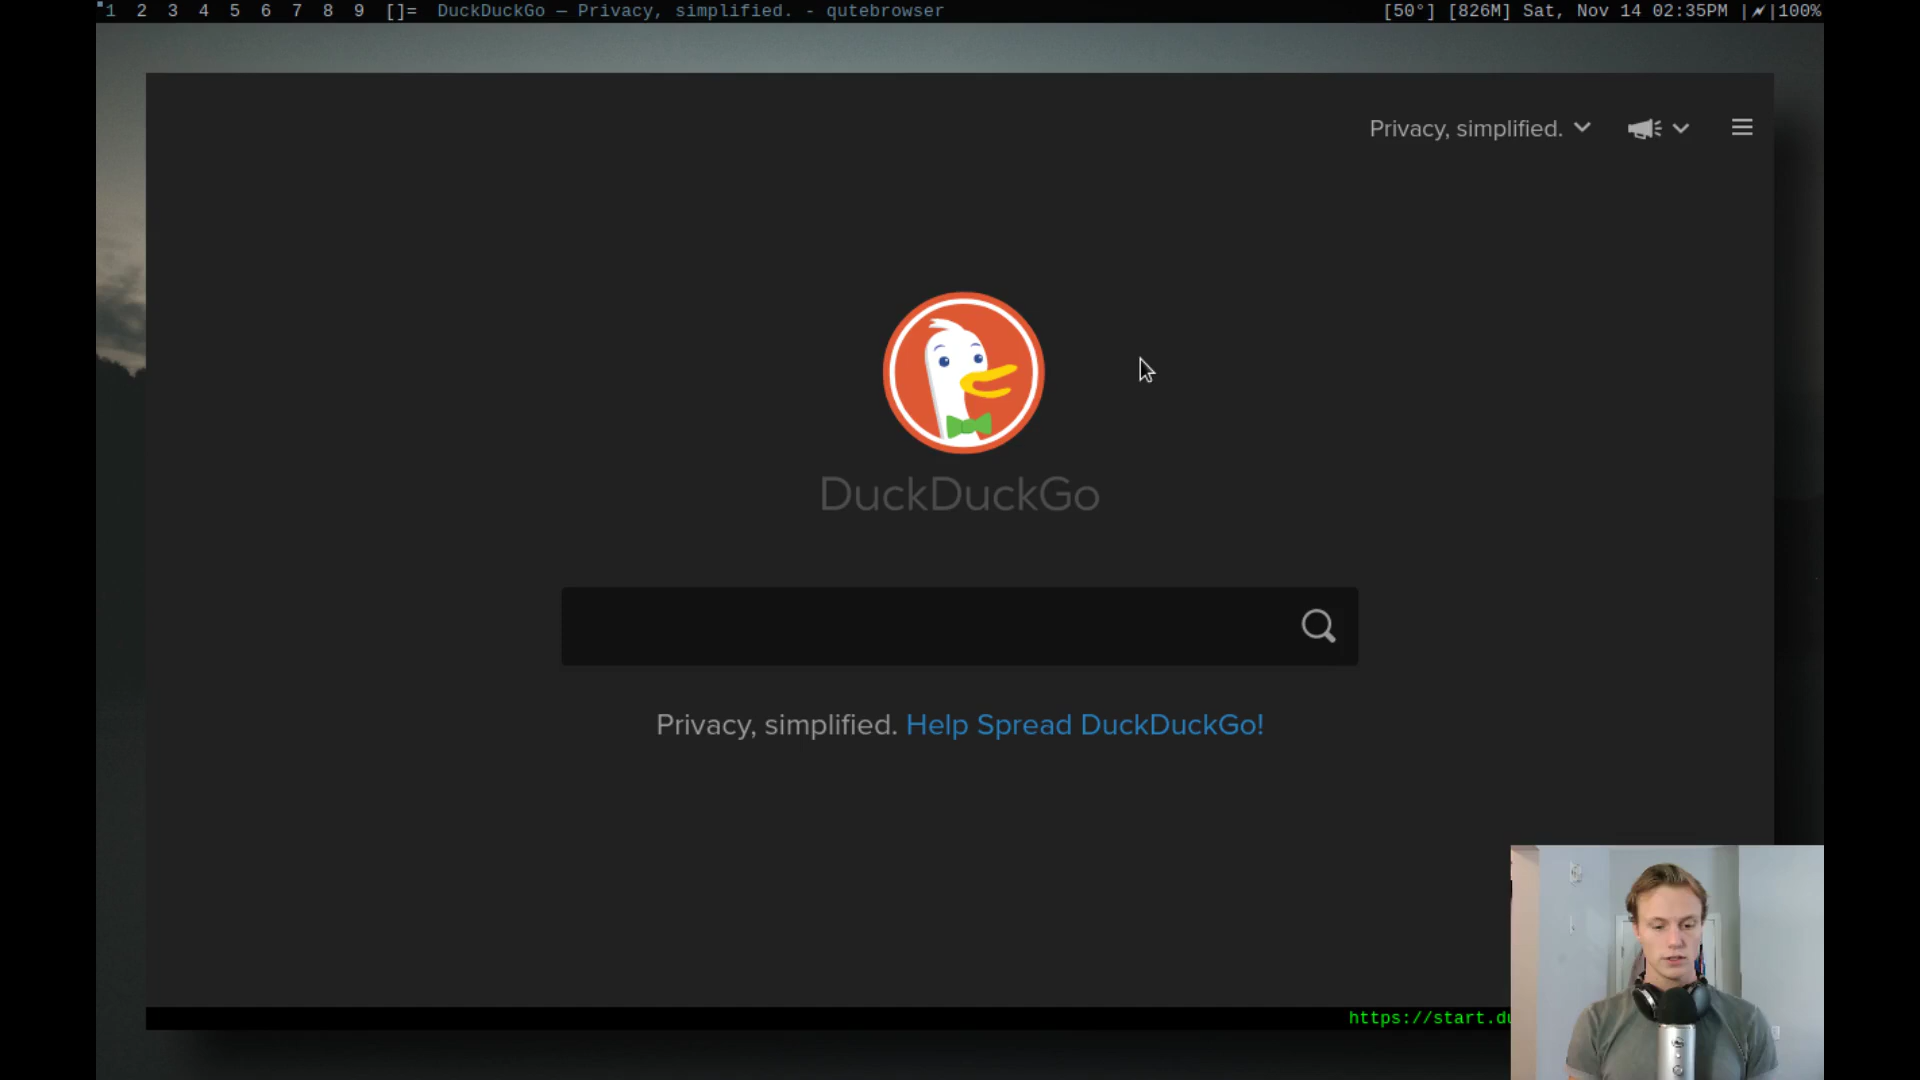 1 2 3 4 5 6 7 8 9 []= DuckDuckGo — Privacy, simplified. - qutebrowser [50°] [826M] Sat, Nov 14 02:35PM |⚡|100%
Privacy, simplified.
DuckDuckGo
Privacy, simplified. Help Spread DuckDuckGo!
https://start.du